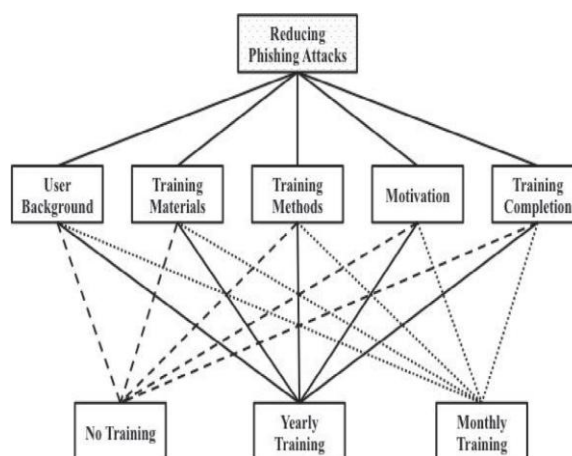 Reducing
Phishing Attacks
User
Background
Training
Materials
Training
Methods
Motivation
Training
Completion
No Training
Yearly
Training
Monthly
Training